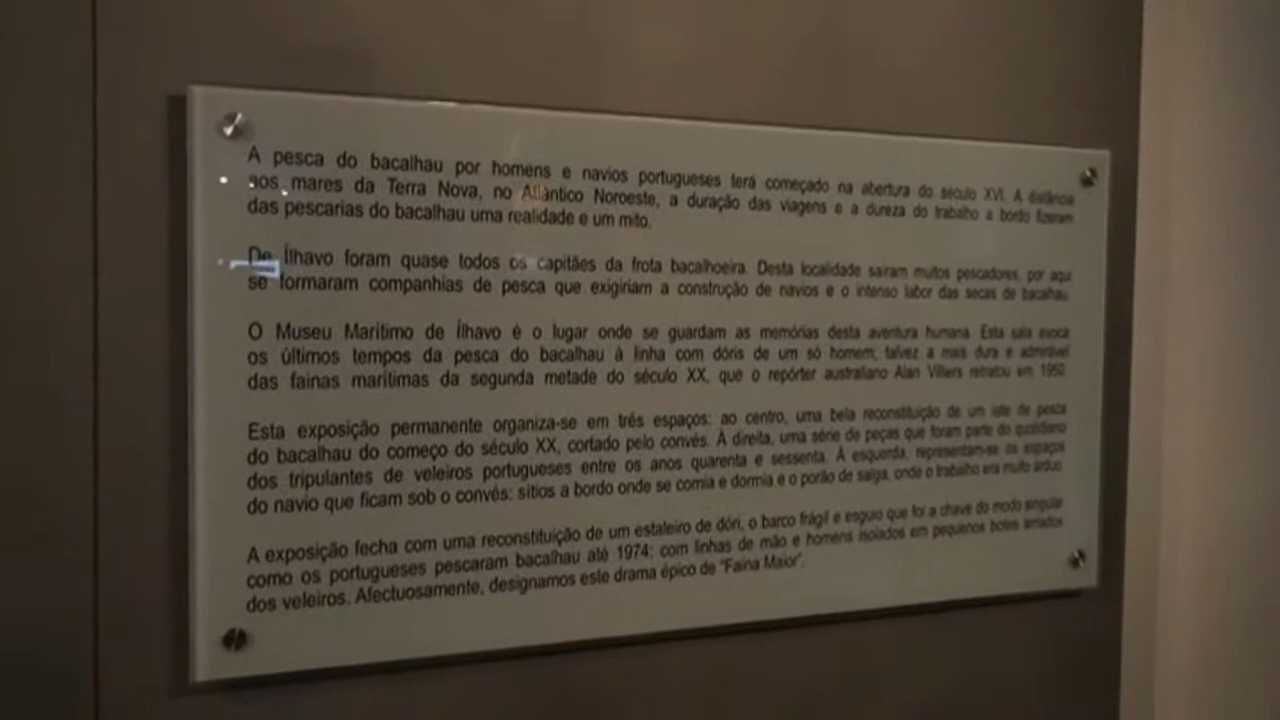 A pesca do bacalhau por homens e navios portugueses terá começado na abertura do século XVI. A distância
aos mares da Terra Nova, no Atlântico Noroeste, a duração das viagens e a dureza do trabalho a bordo fizeram
das pescarias do bacalhau uma realidade e um mito.
De Ílhavo foram quase todos os capitães da frota bacalhoeira. Desta localidade saíram muitos pescadores, por aqui
se formaram companhias de pesca que exigiriam a construção de navios e o intenso labor das secas de bacalhau
O Museu Marítimo de Ílhavo é o lugar onde se guardam as memórias desta aventura humana. Esta sala evoca
os últimos tempos da pesca do bacalhau à linha com dóris de um só homem, talvez a mais dura e admirável
das fainas marítimas da segunda metade do século XX, que o repórter australiano Alan Villiers retratou em 1950
Esta exposição permanente organiza-se em três espaços: ao centro, uma bela reconstituição de um iate de pesca
do bacalhau do começo do século XX, cortado pelo convés. À direita, uma série de peças que foram parte do quotidiano
dos tripulantes de veleiros portugueses entre os anos quarenta e sessenta. À esquerda, representam-se os espaços
do navio que ficam sob o convés: sítios a bordo onde se comia e dormia e o porão de salga, onde o trabalho era muito árduo.
A exposição fecha com uma reconstituição de um estaleiro de dóri, o barco frágil e esguio que foi a chave do modo singular
como os portugueses pescaram bacalhau até 1974: com linhas de mão e homens isolados em pequenos botes arriados
dos veleiros. Afectuosamente, designamos este drama épico de “Faina Maior”.